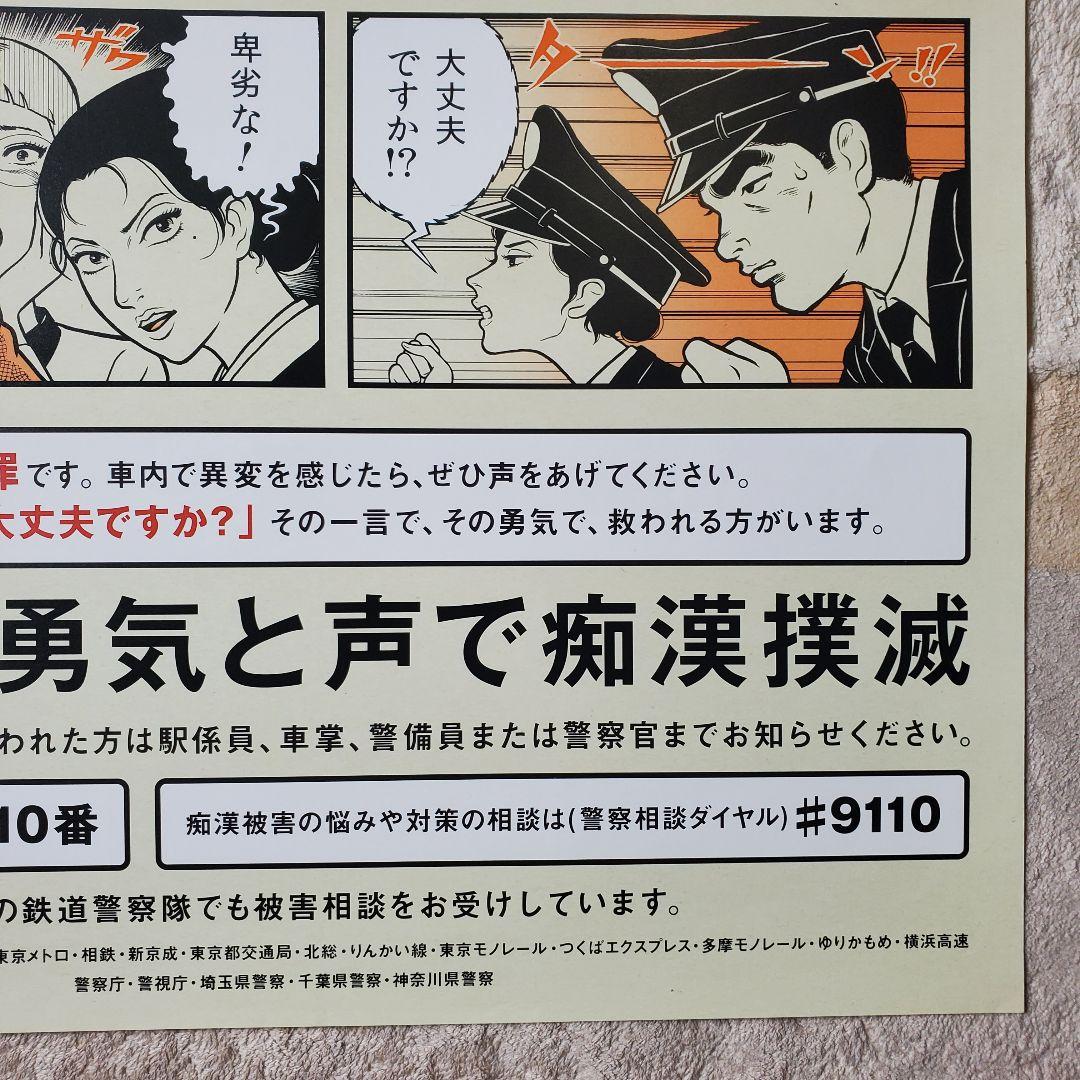 ザワ
卑劣な!
大丈夫
ですか!?
ターン!!
罪です。車内で異変を感じたら、ぜひ声をあげてください。
大丈夫ですか?」その一言で、その勇気で、救われる方がいます。
勇気と声で痴漢撲滅
われた方は駅係員、車掌、警備員または警察官までお知らせください。
10番
痴漢被害の悩みや対策の相談は(警察相談ダイヤル)#9110
の鉄道警察隊でも被害相談をお受けしています。
東京メトロ・相鉄・新京成・東京都交通局・北総・りんかい線・東京モノレール・つくばエクスプレス・多摩モノレール・ゆりかもめ・横浜高速
警察庁・警視庁・埼玉県警察・千葉県警察・神奈川県警察